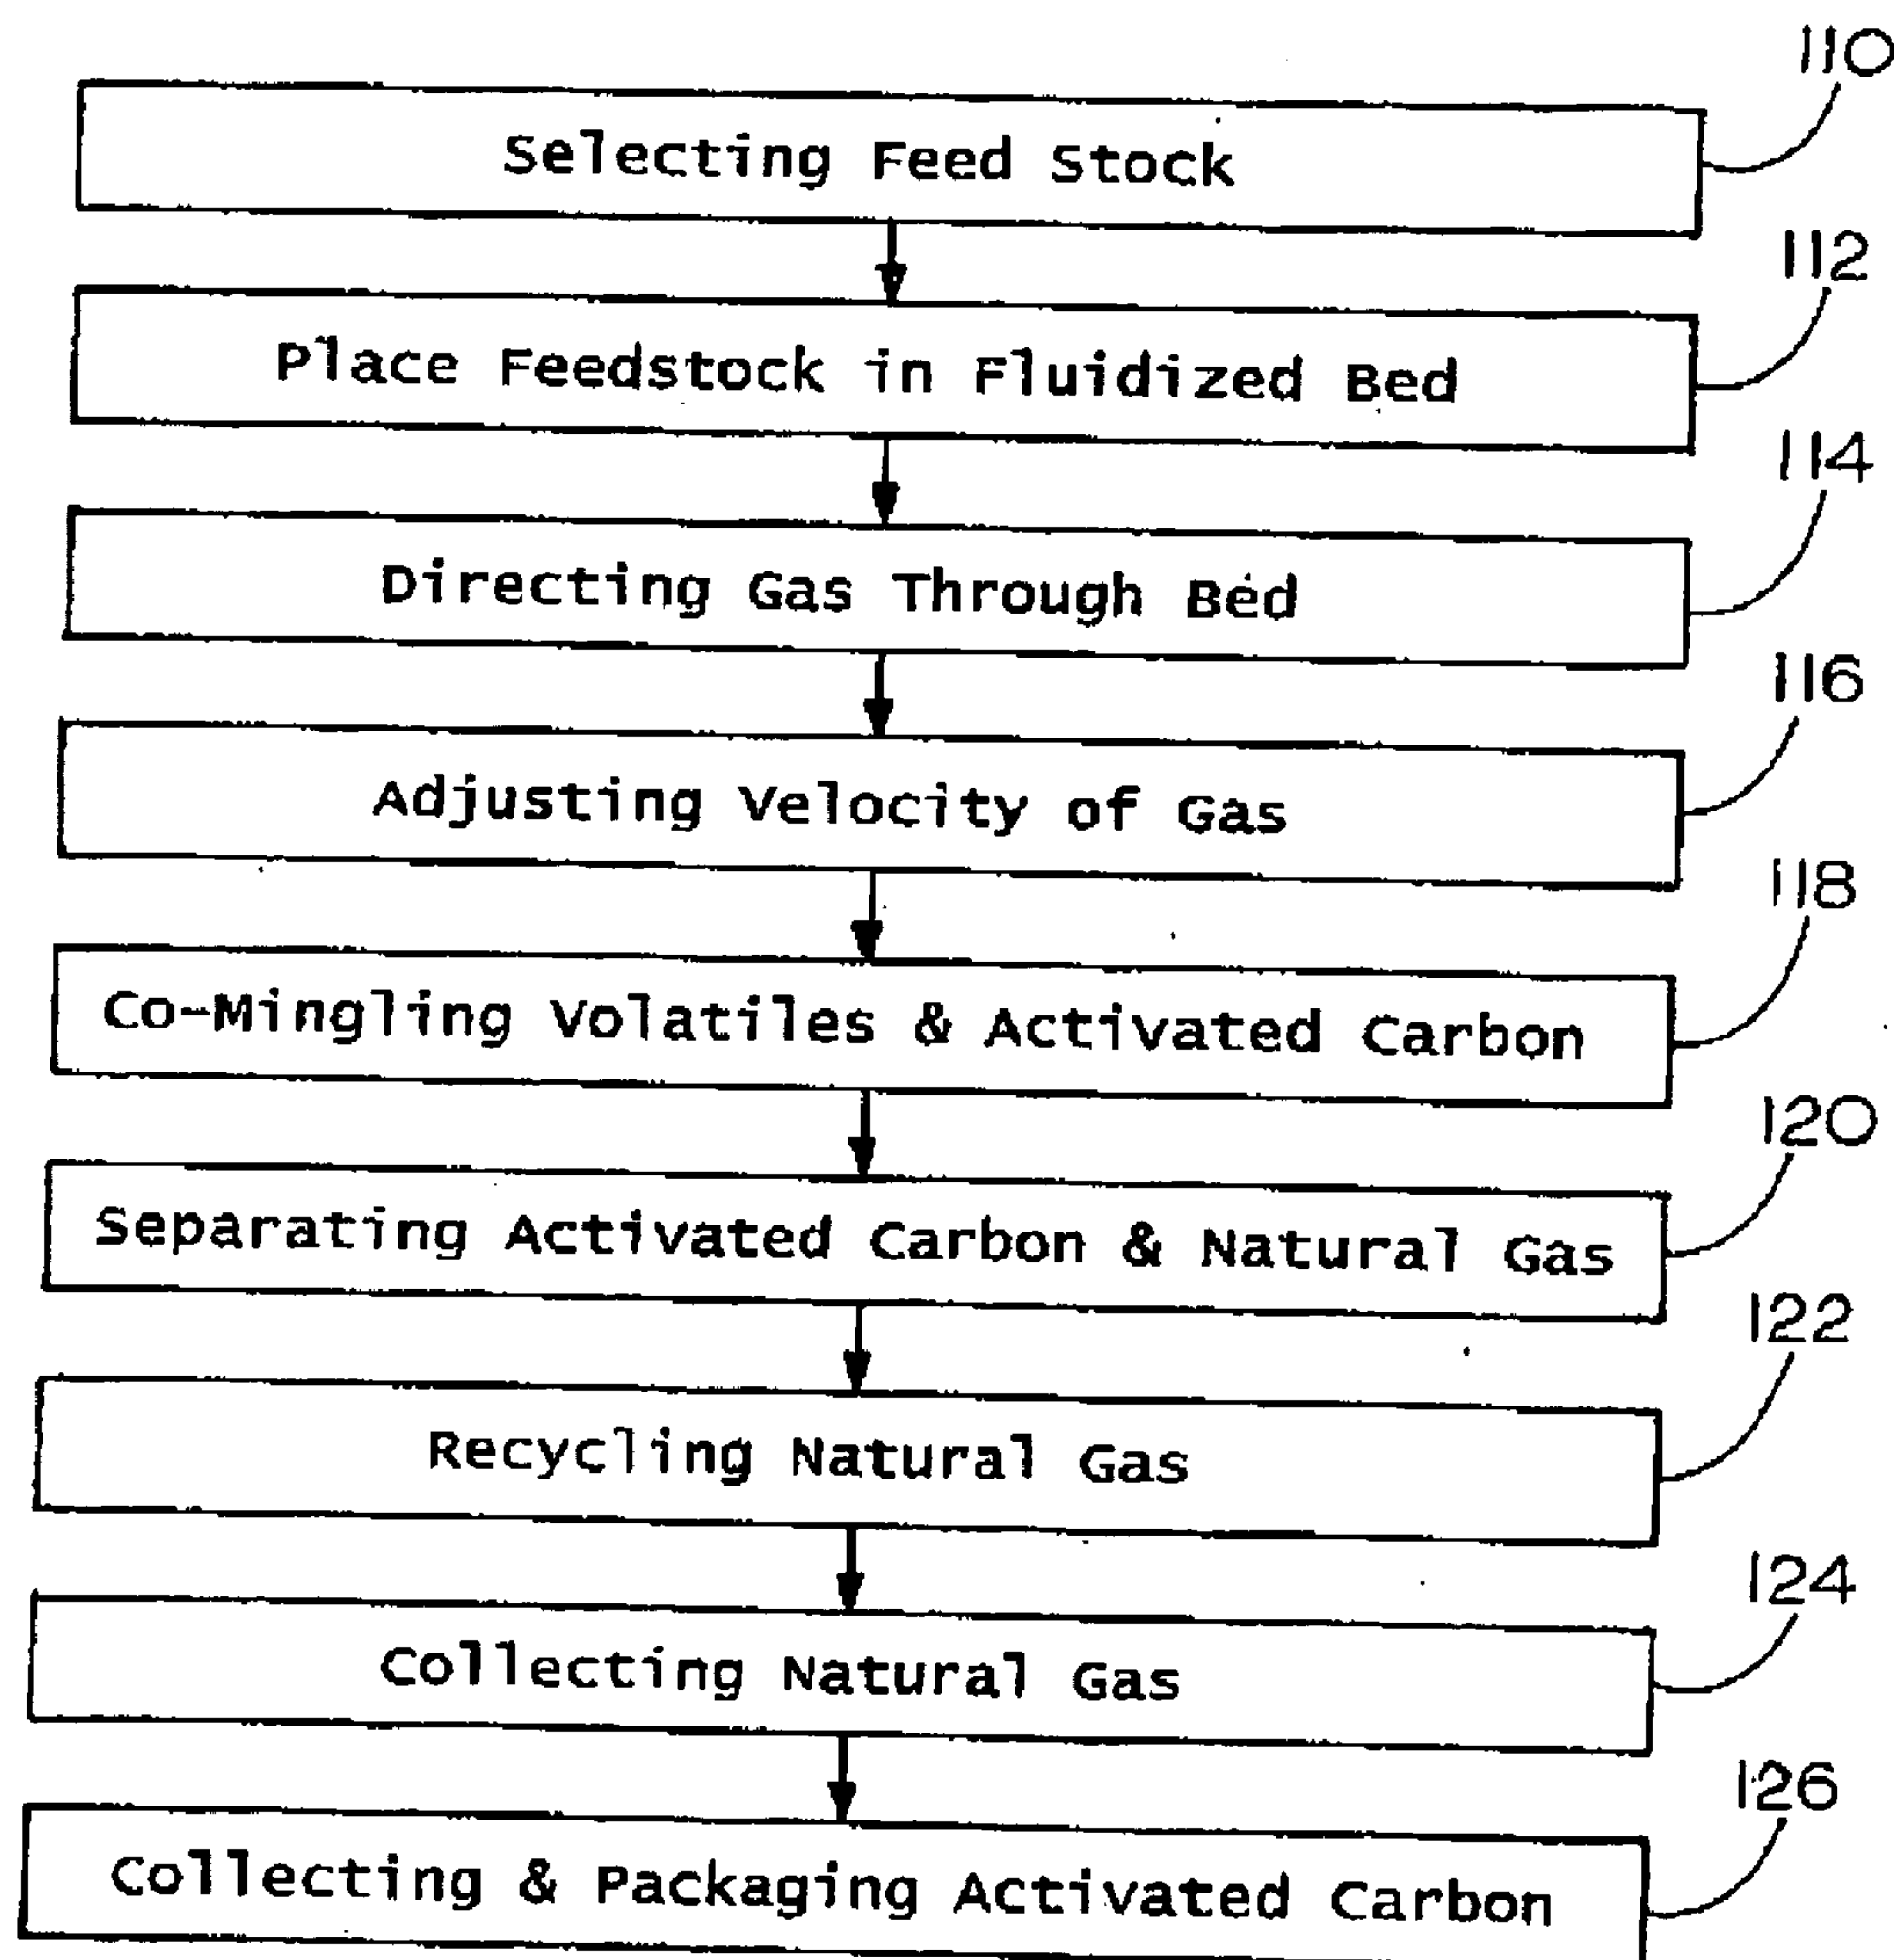 110
Selecting Feed Stock
112
Place Feedstock in Fluidized Bed
114
Directing Gas Through Bed
116
Adjusting Velocity of Gas
118
Co-Mingling Volatiles & Activated Carbon
120
Separating Activated Carbon & Natural Gas
122
Recycling Natural Gas
124
Collecting Natural Gas
126
Collecting & Packaging Activated Carbon